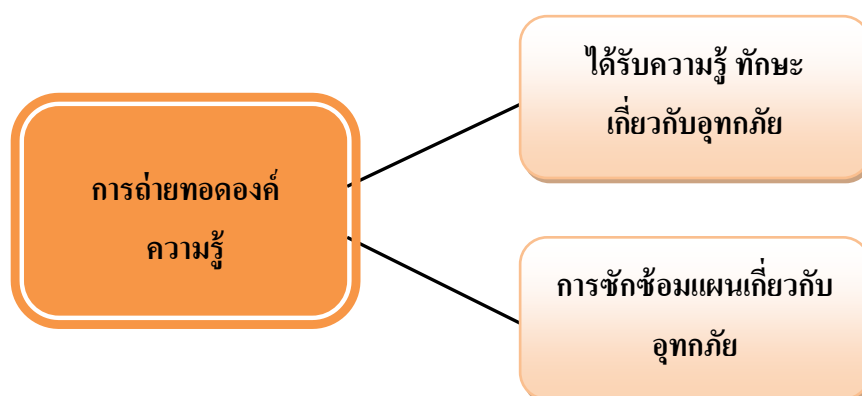 การถ่ายทอดองค์
ความรู้
ได้รับความรู้ ทักษะ
เกี่ยวกับอุทกภัย
การซักซ้อมแผนเกี่ยวกับ
อุทกภัย